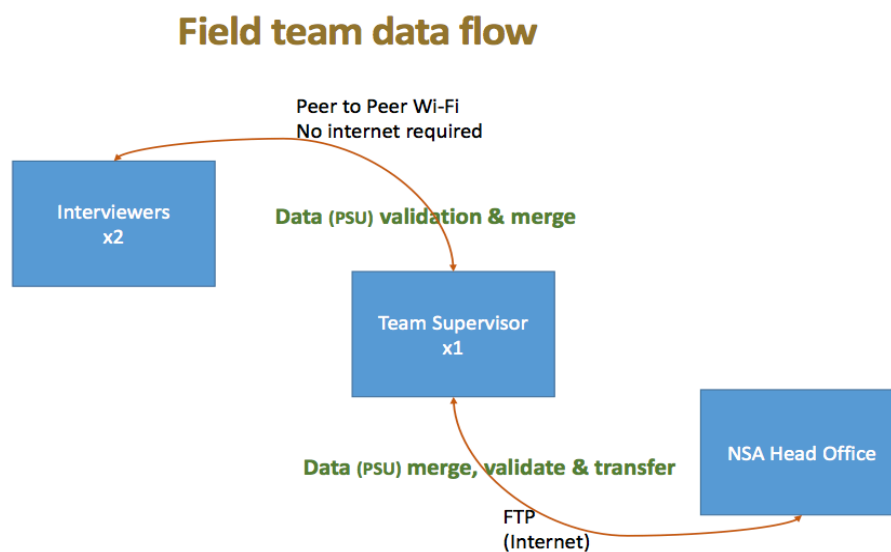 Field team data flow
Peer to Peer Wi-Fi
No internet required
Interviewers
x2
Data (PSU) validation & merge
Team Supervisor
x1
NSA Head Office
Data (PSU) merge, validate & transfer
FTP
(Internet)